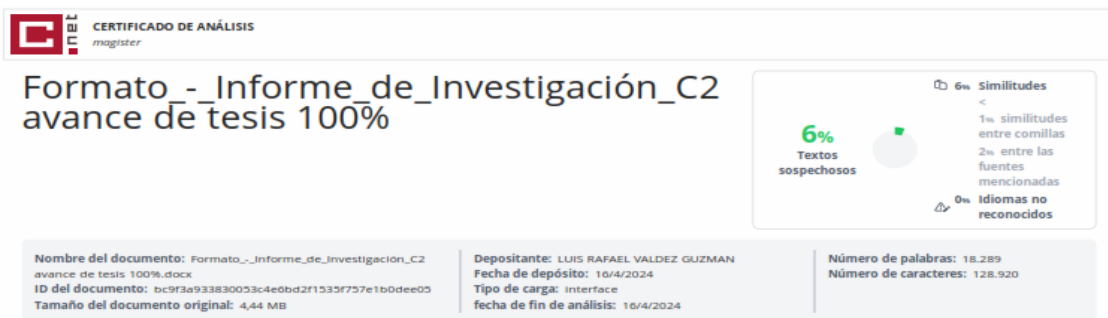 C
.net
CERTIFICADO DE ANÁLISIS
magister
Formato_-_Informe_de_Investigación_C2
avance de tesis 100%
6%
Textos
sospechosos
6% Similitudes
<
1% similitudes
entre comillas
2% entre las
fuentes
mencionadas
0% Idiomas no
reconocidos
Nombre del documento: Formato_-_Informe_de_Investigación_C2
avance de tesis 100%.docx
ID del documento: bc9f3a933830053c4e6bd2f1535f757e1b0dee05
Tamaño del documento original: 4,44 MB
Depositante: LUIS RAFAEL VALDEZ GUZMAN
Fecha de depósito: 16/4/2024
Tipo de carga: interface
fecha de fin de análisis: 16/4/2024
Número de palabras: 18.289
Número de caracteres: 128.920